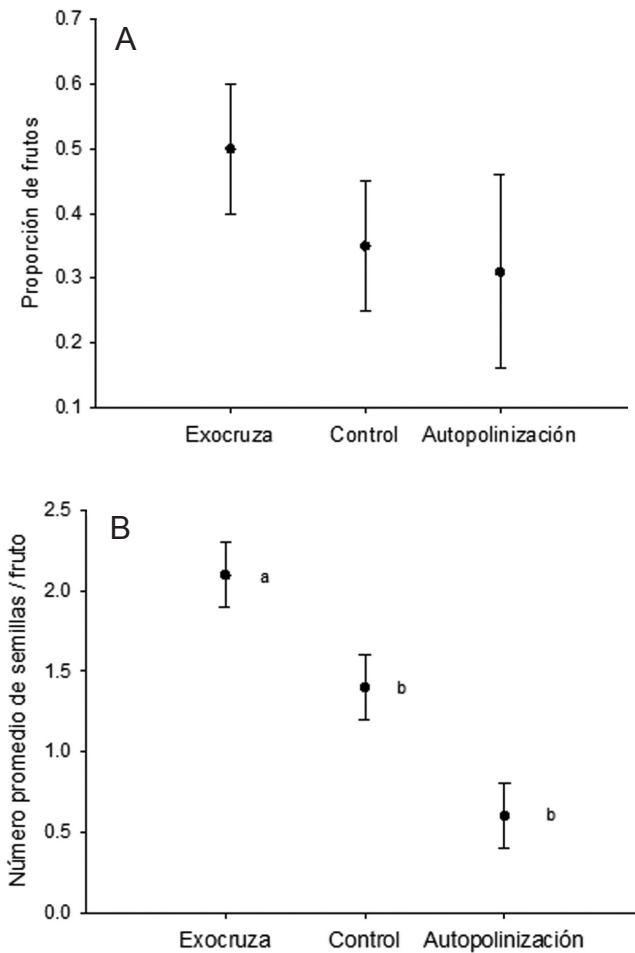 A
0.7
0.6
0.5
0.4
0.3
0.2
0.1
Proporción de frutos
Exocruza Control Autopolinización
B
2.5
2.0
1.5
1.0
0.5
0.0
Número promedio de semillas / fruto
a
b
b
Exocruza Control Autopolinización